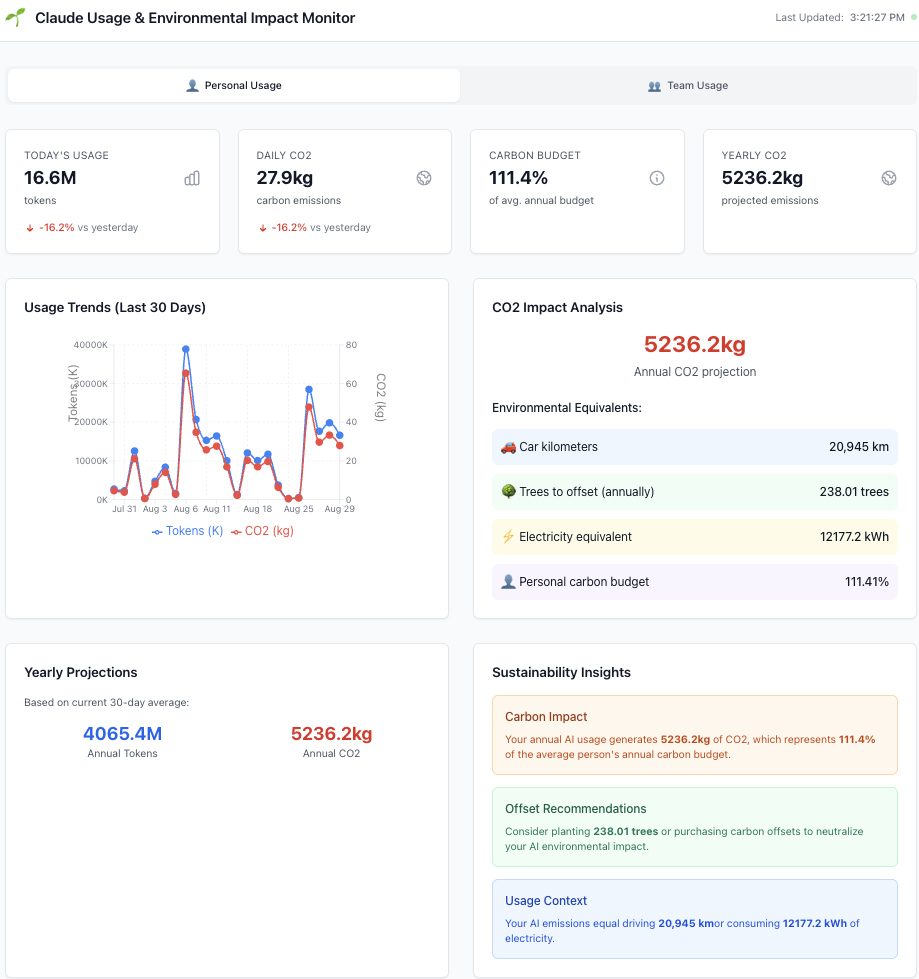 Claude Usage & Environmental Impact Monitor
Last Updated: 3:21:27 PM
Personal Usage
Team Usage
TODAY'S USAGE
16.6M
tokens
-16.2% vs yesterday
DAILY CO2
27.9kg
carbon emissions
-16.2% vs yesterday
CARBON BUDGET
111.4%
of avg. annual budget
YEARLY CO2
5236.2kg
projected emissions
Usage Trends (Last 30 Days)
Tokens (K)
40000K
30000K
20000K
10000K
0K
80
60
40
20
0
CO2 (kg)
Jul 31 Aug 3 Aug 6 Aug 11 Aug 18 Aug 25 Aug 29
Tokens (K) CO2 (kg)
CO2 Impact Analysis
5236.2kg
Annual CO2 projection
Environmental Equivalents:
Car kilometers 20,945 km
Trees to offset (annually) 238.01 trees
Electricity equivalent 12177.2 kWh
Personal carbon budget 111.41%
Yearly Projections
Based on current 30-day average:
4065.4M
Annual Tokens
5236.2kg
Annual CO2
Sustainability Insights
Carbon Impact
Your annual AI usage generates 5236.2kg of CO2, which represents 111.4%
of the average person's annual carbon budget.
Offset Recommendations
Consider planting 238.01 trees or purchasing carbon offsets to neutralize
your AI environmental impact.
Usage Context
Your AI emissions equal driving 20,945 kmor consuming 12177.2 kWh of
electricity.